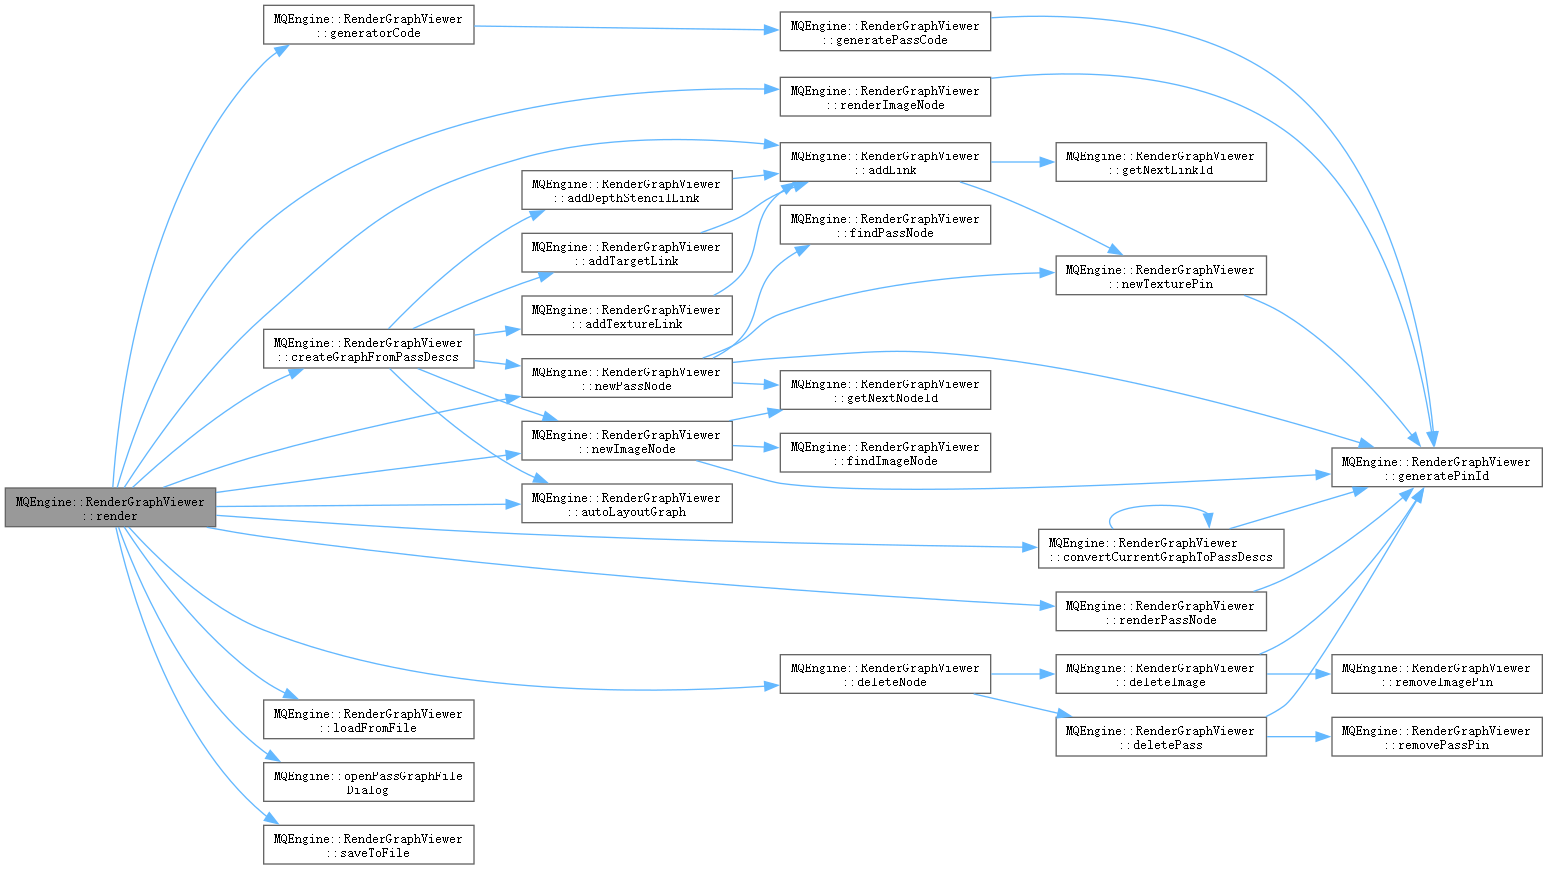 MQEngine::RenderGraphViewer
::render
MQEngine::RenderGraphViewer
::generatorCode
MQEngine::RenderGraphViewer
::createGraphFromPassDescs
MQEngine::RenderGraphViewer
::loadFromFile
MQEngine::openPassGraphFile
Dialog
MQEngine::RenderGraphViewer
::saveToFile
MQEngine::RenderGraphViewer
::addDepthStencilLink
MQEngine::RenderGraphViewer
::addTargetLink
MQEngine::RenderGraphViewer
::addTextureLink
MQEngine::RenderGraphViewer
::newPassNode
MQEngine::RenderGraphViewer
::newImageNode
MQEngine::RenderGraphViewer
::autoLayoutGraph
MQEngine::RenderGraphViewer
::generatePassCode
MQEngine::RenderGraphViewer
::renderImageNode
MQEngine::RenderGraphViewer
::addLink
MQEngine::RenderGraphViewer
::findPassNode
MQEngine::RenderGraphViewer
::getNextNodeId
MQEngine::RenderGraphViewer
::findImageNode
MQEngine::RenderGraphViewer
::deleteNode
MQEngine::RenderGraphViewer
::getNextLinkId
MQEngine::RenderGraphViewer
::newTexturePin
MQEngine::RenderGraphViewer
::convertCurrentGraphToPassDescs
MQEngine::RenderGraphViewer
::renderPassNode
MQEngine::RenderGraphViewer
::deleteImage
MQEngine::RenderGraphViewer
::deletePass
MQEngine::RenderGraphViewer
::generatePinId
MQEngine::RenderGraphViewer
::removeImagePin
MQEngine::RenderGraphViewer
::removePassPin